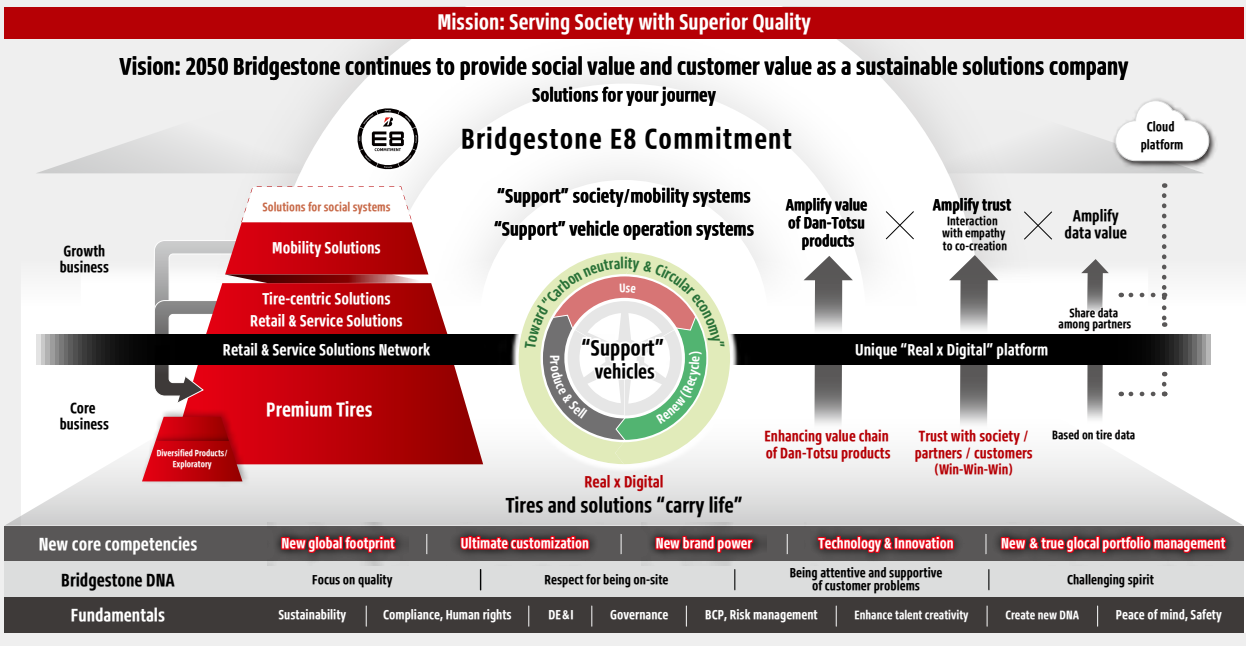 Mission: Serving Society with Superior Quality
Vision: 2050 Bridgestone continues to provide social value and customer value as a sustainable solutions company
Solutions for your journey
E8
COMMITMENT
Bridgestone E8 Commitment
Cloud
platform
Solutions for social systems
Mobility Solutions
Growth
business
Tire-centric Solutions
Retail & Service Solutions
Retail & Service Solutions Network
Core
business
Premium Tires
Diversified Products/
Exploratory
"Support" society/mobility systems
"Support" vehicle operation systems
Toward "Carbon neutrality & Circular economy"
Use
Produce & Sell
Renew (Recycle)
"Support"
vehicles
Real x Digital
Tires and solutions "carry life"
Amplify value
of Dan-Totsu
products
Amplify trust
Interaction
with empathy
to co-creation
Amplify
data value
Share data
among partners
Unique "Real x Digital" platform
Enhancing value chain
of Dan-Totsu products
Trust with society /
partners / customers
(Win-Win-Win)
Based on tire data
New core competencies
New global footprint
Ultimate customization
New brand power
Technology & Innovation
New & true glocal portfolio management
Bridgestone DNA
Focus on quality
Respect for being on-site
Being attentive and supportive
of customer problems
Challenging spirit
Fundamentals
Sustainability
Compliance, Human rights
DE&I
Governance
BCP, Risk management
Enhance talent creativity
Create new DNA
Peace of mind, Safety